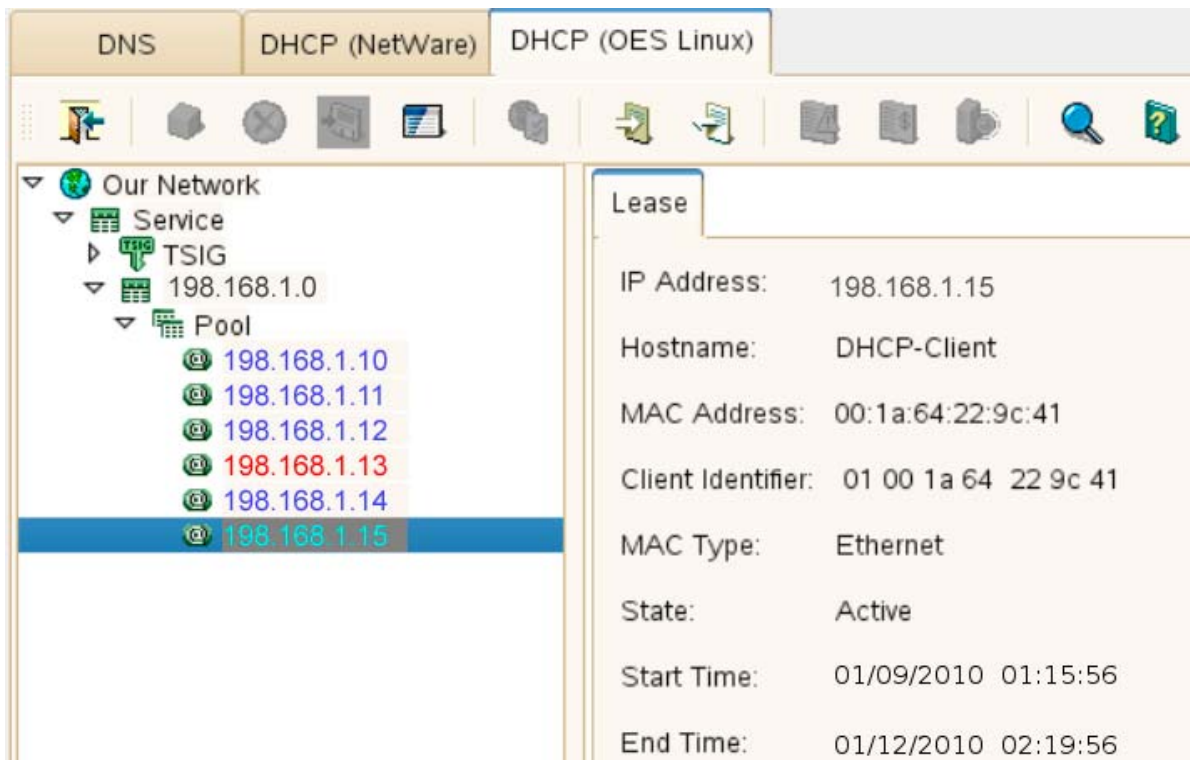 DNS
DHCP (NetWare)
DHCP (OES Linux)
Our Network
Service
TSIG
TSIG
198.168.1.0
Pool
198.168.1.10
198.168.1.11
198.168.1.12
198.168.1.13
198.168.1.14
198.168.1.15
Lease
IP Address: 198.168.1.15
Hostname: DHCP-Client
MAC Address: 00:1a:64:22:9c:41
Client Identifier: 01 00 1a 64 22 9c 41
MAC Type: Ethernet
State: Active
Start Time: 01/09/2010 01:15:56
End Time: 01/12/2010 02:19:56